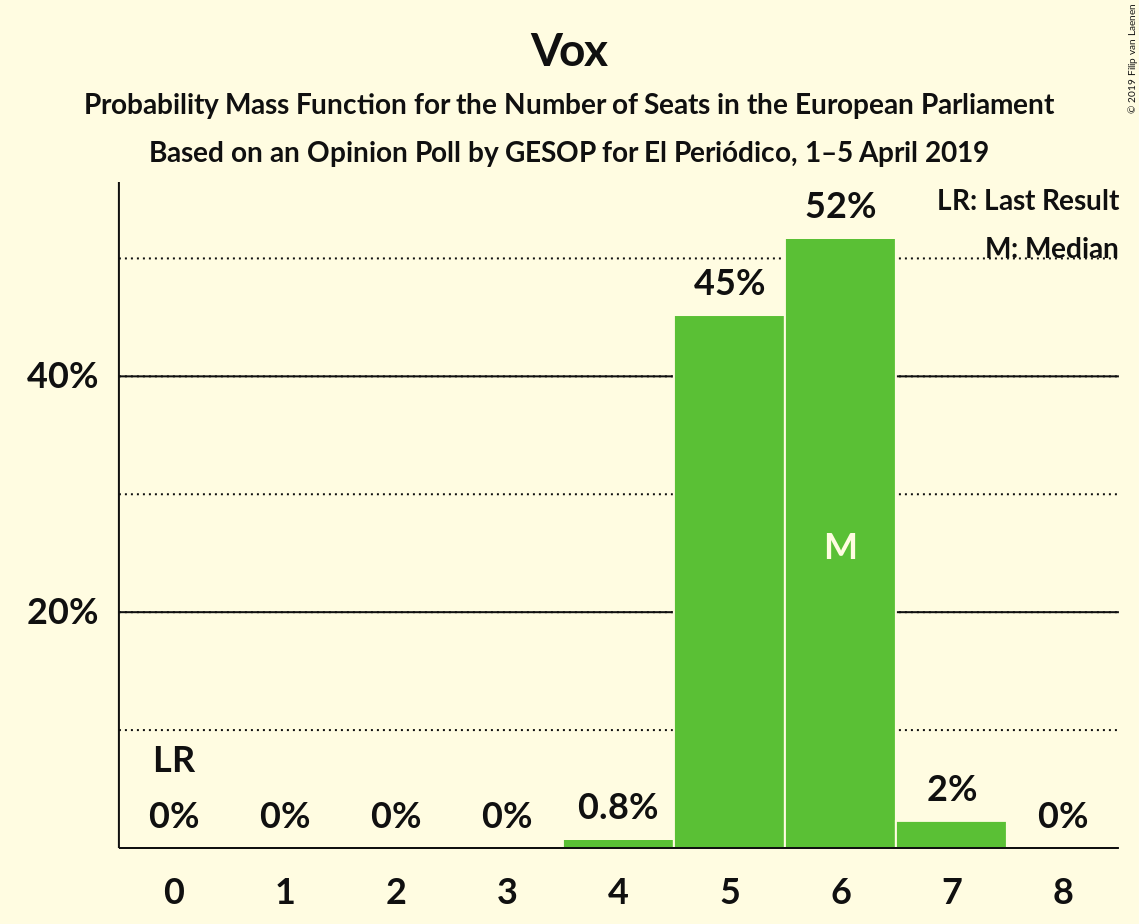 Vox
Probability Mass Function for the Number of Seats in the European Parliament
Based on an Opinion Poll by GESOP for El Periódico, 1–5 April 2019
© 2019 Filip van Laenen
LR: Last Result
M: Median
52%
45%
40%
M
20%
LR
0% 0% 0% 0% 0.8% 2% 0%
0 1 2 3 4 5 6 7 8